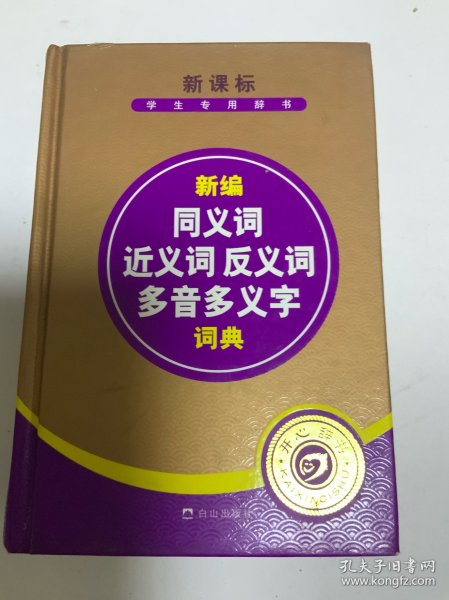 新课标
学生专用辞书
新编
同义词
近义词 反义词
多音多义字
词典
开心辞书
KAIXINCISHU
白山出版社
孔夫子旧书网
www.kongfz.com